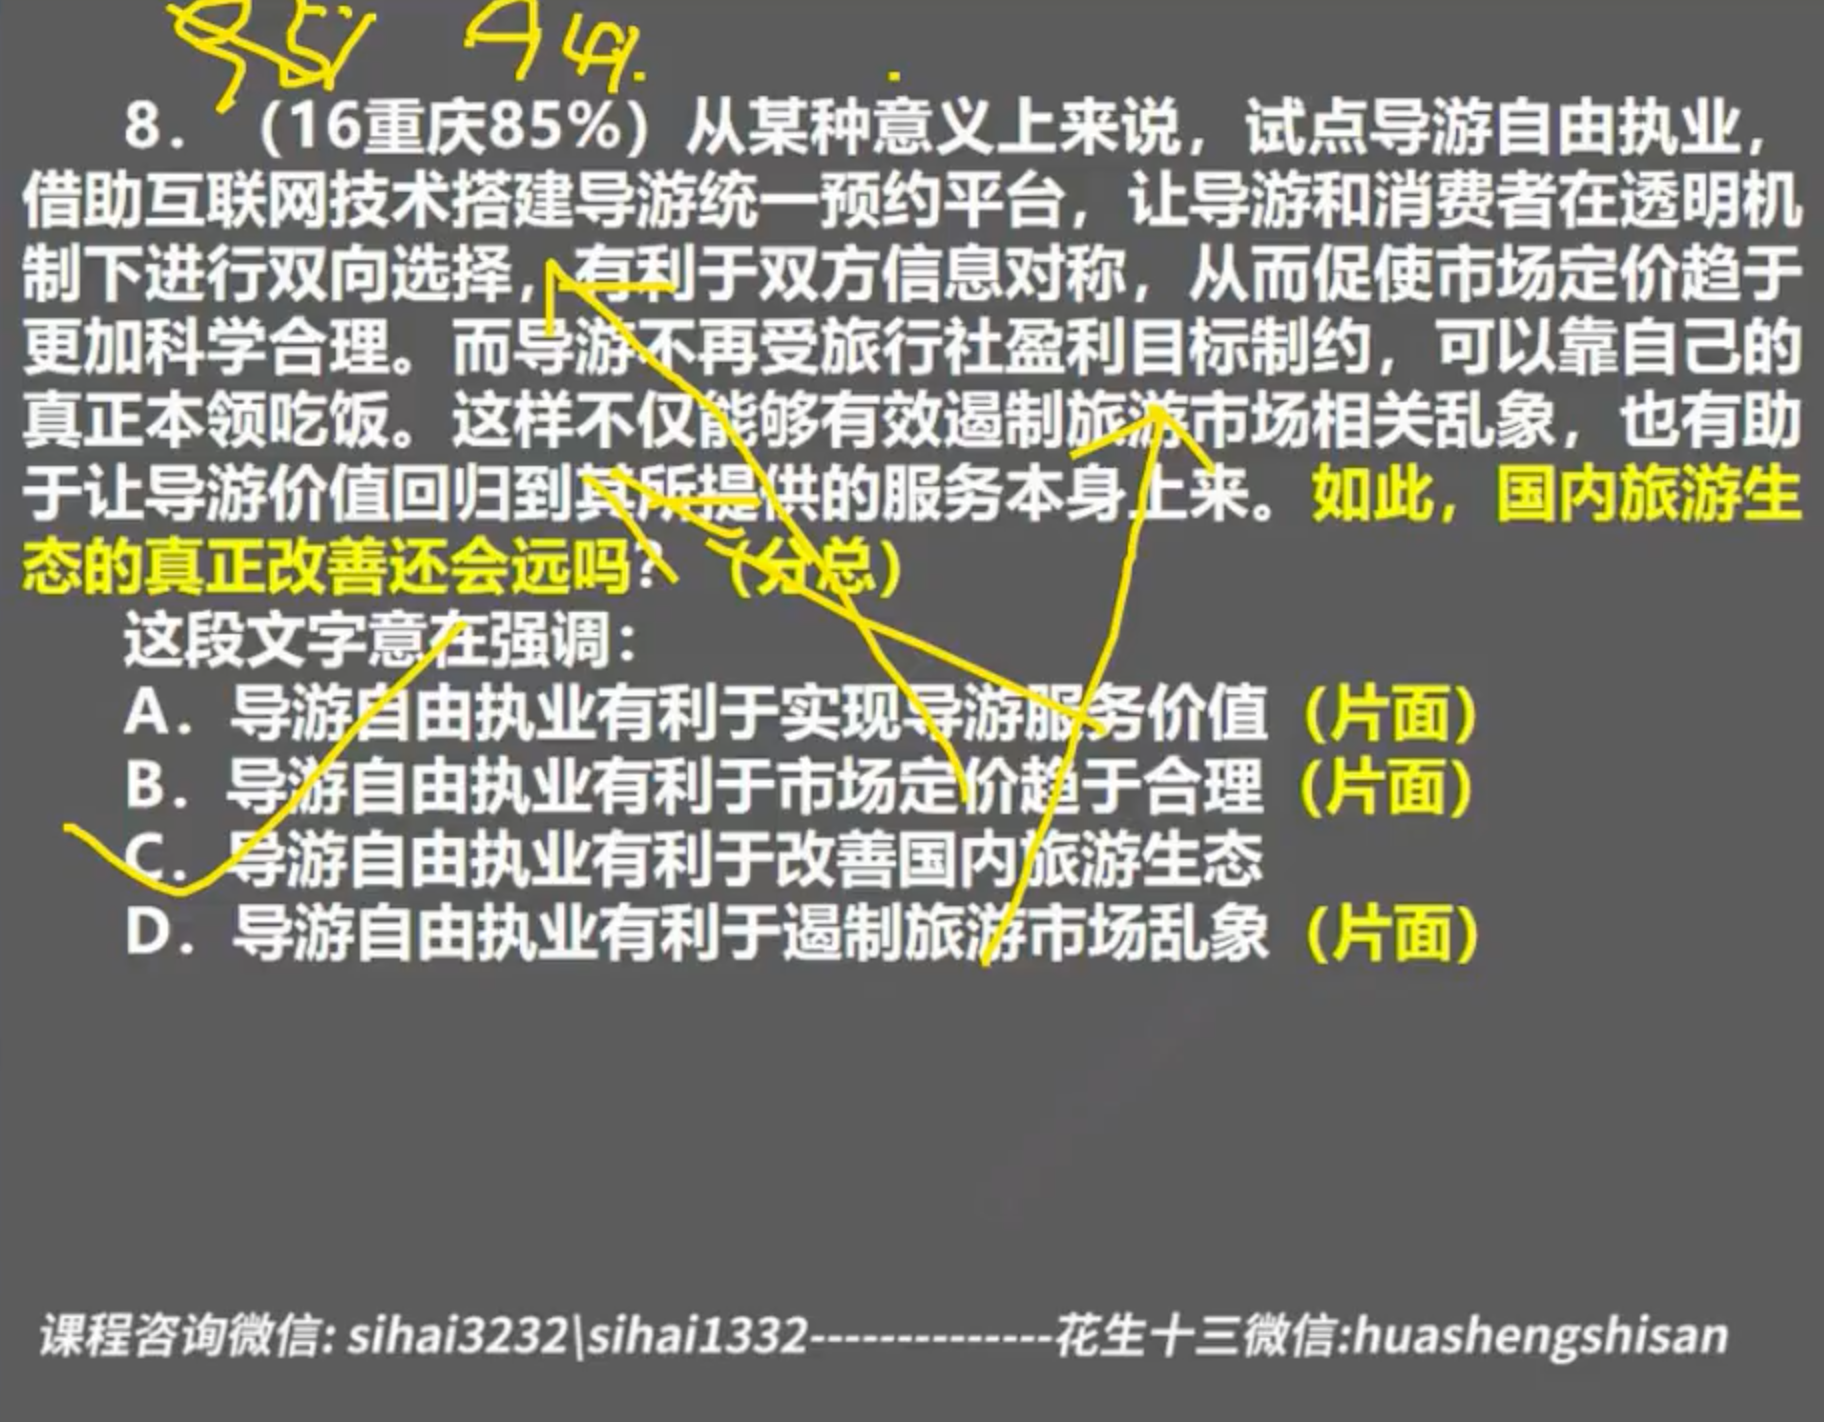 8. （16重庆85%）从某种意义上来说，试点导游自由执业，
借助互联网技术搭建导游统一预约平台，让导游和消费者在透明机
制下进行双向选择，有利于双方信息对称，从而促使市场定价趋于
更加科学合理。而导游不再受旅行社盈利目标制约，可以靠自己的
真正本领吃饭。这样不仅能够有效遏制旅游市场相关乱象，也有助
于让导游价值回归到其所提供的服务本身上来。如此，国内旅游生
态的真正改善还会远吗？（分总）
这段文字意在强调：
A. 导游自由执业有利于实现导游服务价值（片面）
B. 导游自由执业有利于市场定价趋于合理（片面）
C. 导游自由执业有利于改善国内旅游生态
D. 导游自由执业有利于遏制旅游市场乱象（片面）
课程咨询微信: sihai3232\sihai1332--------------花生十三微信:huashengshisan